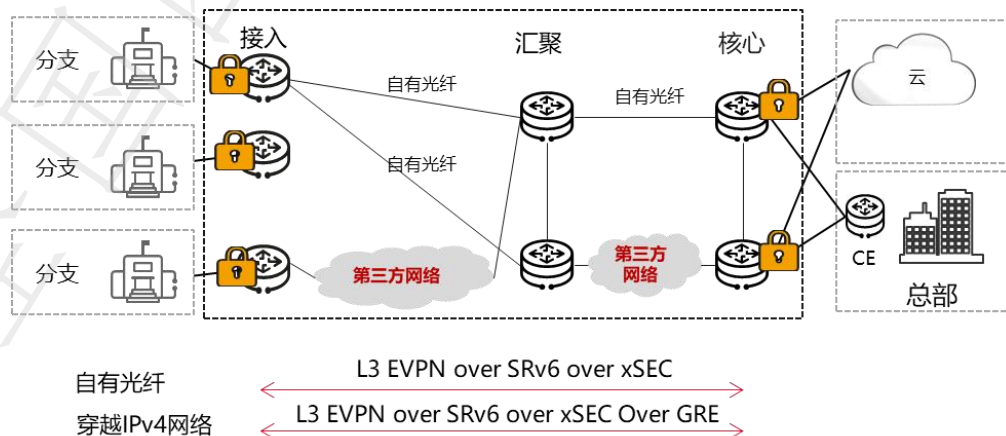 接入
汇聚
核心
分支
自有光纤
自有光纤
云
分支
自有光纤
分支
第三方网络
第三方
网络
CE
总部
自有光纤
L3 EVPN over SRv6 over xSEC
穿越IPv4网络
L3 EVPN over SRv6 over xSEC Over GRE